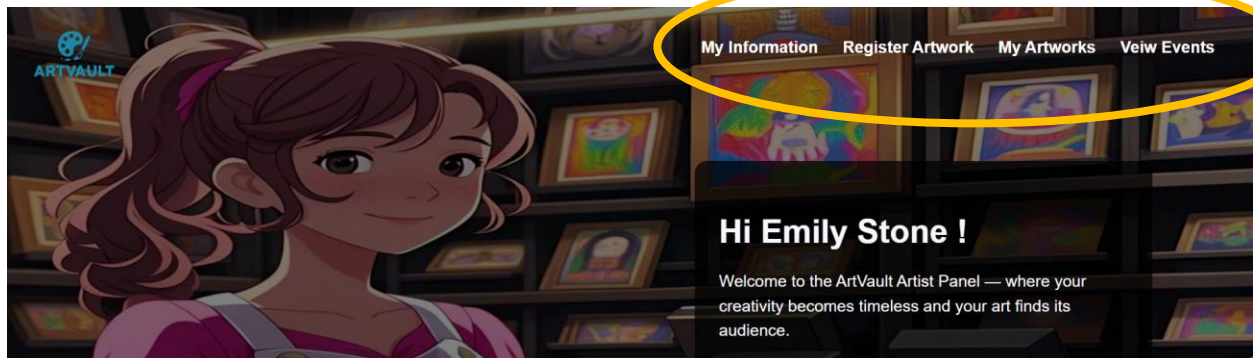 ARTVAULT
My Information Register Artwork My Artworks Veiw Events
Hi Emily Stone !
Welcome to the ArtVault Artist Panel — where your
creativity becomes timeless and your art finds its
audience.